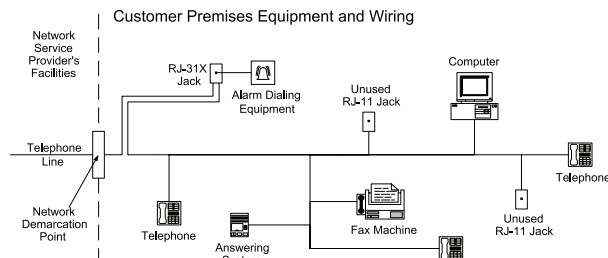 Customer Premises Equipment and Wiring
Network
Service
Provider's
Facilities
RJ-31X
Jack
Alarm Dialing
Equipment
Unused
RJ-11 Jack
Computer
Telephone
Line
Network
Demarcation
Point
Telephone
Answering
Fax Machine
Unused
RJ-11 Jack
Telephone